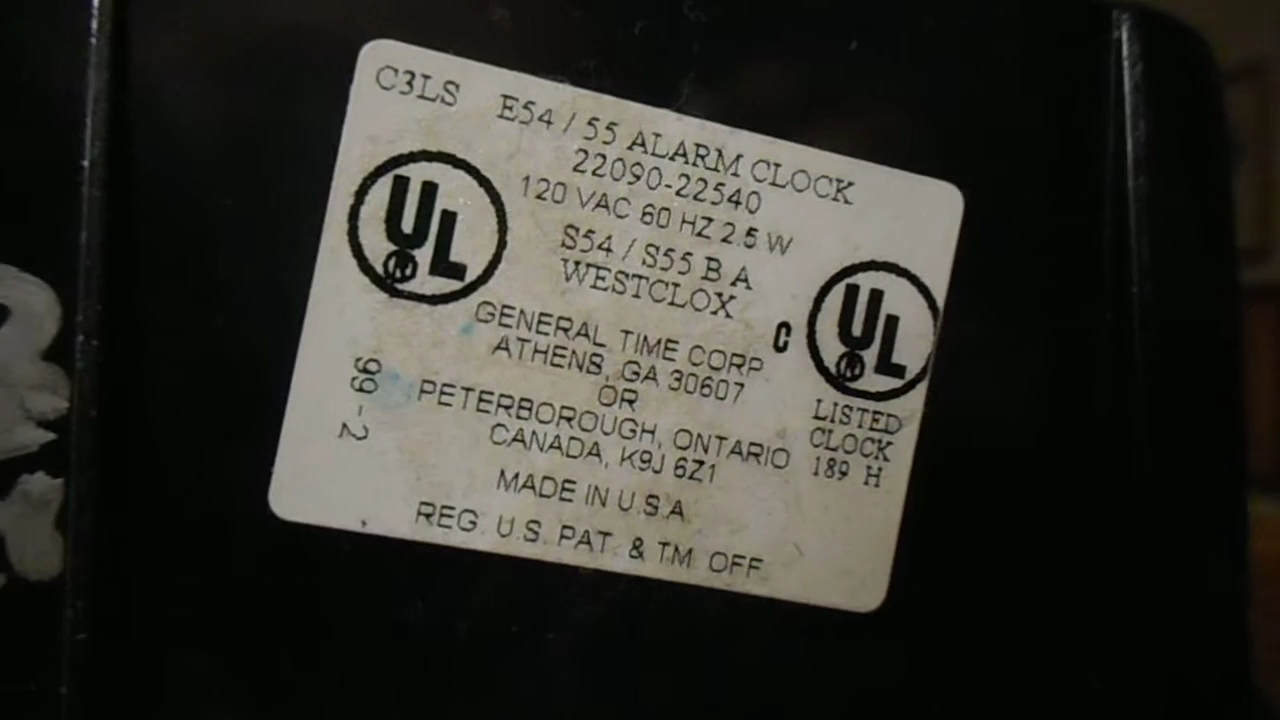 C3LS E54 / 55 ALARM CLOCK
22090-22540
120 VAC 60 HZ 2.5 W
S54 / S55 B A
WESTCLOX
UL
R
GENERAL TIME CORP
ATHENS, GA 30607
OR
PETERBOROUGH, ONTARIO
CANADA, K9J 6Z1
MADE IN U.S.A.
REG. U.S. PAT. & TM. OFF.
99-2
C UL
R
LISTED
CLOCK
189 H